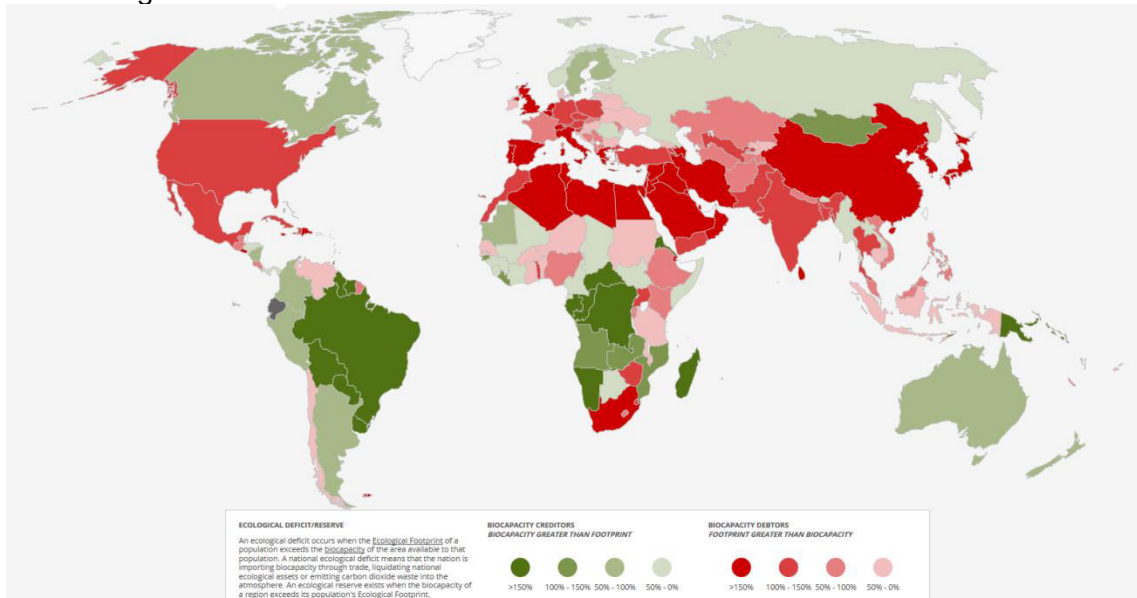 ECOLOGICAL DEFICIT/RESERVE
An ecological deficit occurs when the Ecological Footprint of a
population exceeds the biocapacity of the area available to that
population. A national ecological deficit means that the nation is
importing biocapacity through trade, liquidating national
ecological assets or emitting carbon dioxide waste into the
atmosphere. An ecological reserve exists when the biocapacity of
a region exceeds its population's Ecological Footprint.
BIOCAPACITY CREDITORS
BIOCAPACITY GREATER THAN FOOTPRINT
>150% 100% - 150% 50% - 100% 50% - 0%
BIOCAPACITY DEBTORS
FOOTPRINT GREATER THAN BIOCAPACITY
>150% 100% - 150% 50% - 100% 50% - 0%